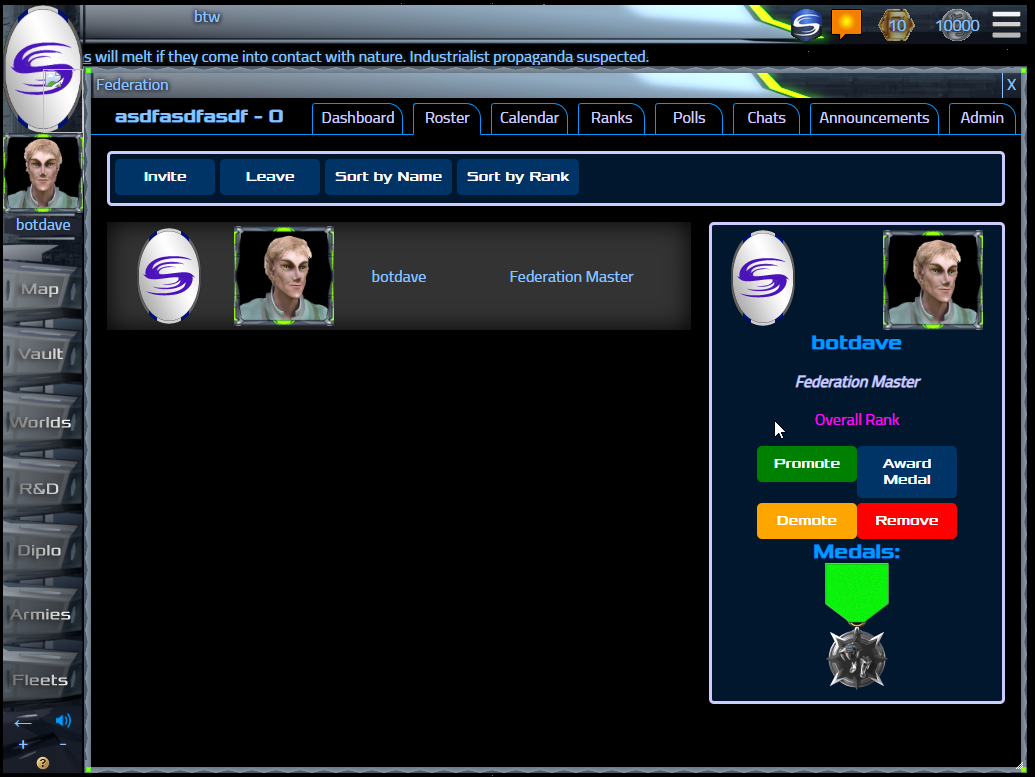 btw
10
10000
s will melt if they come into contact with nature. Industrialist propaganda suspected.
Federation
X
asdfasdfasdf - 0
Dashboard
Roster
Calendar
Ranks
Polls
Chats
Announcements
Admin
Invite
Leave
Sort by Name
Sort by Rank
botdave
Map
Vault
Worlds
R&D
Diplo
Armies
Fleets
←
+
-
?
botdave
Federation Master
botdave
Federation Master
Overall Rank
Promote
Award
Medal
Demote
Remove
Medals: